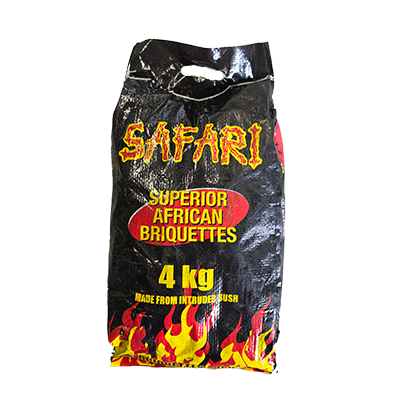 SAFARI
SUPERIOR
AFRICAN
BRIQUETTES
4 kg
MADE FROM INTRUDER BUSH